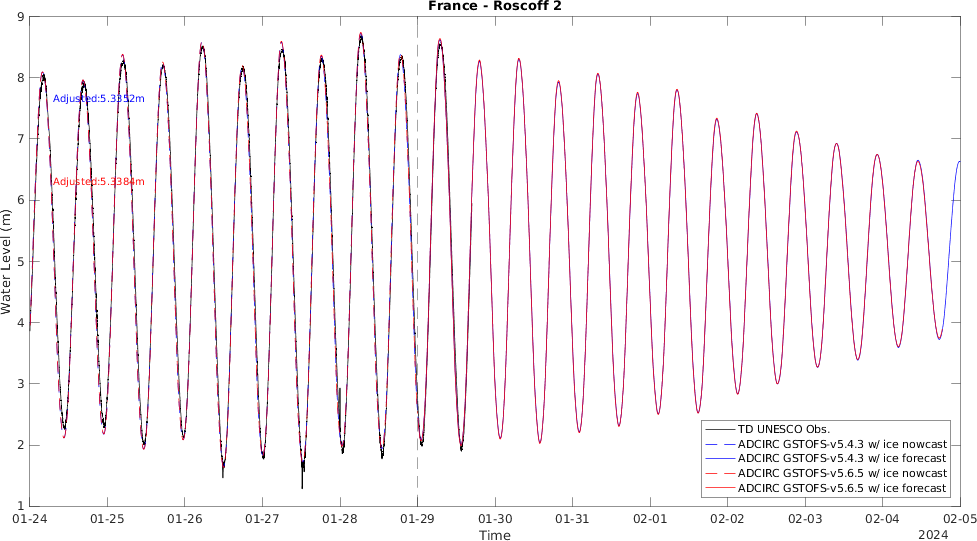 France - Roscoff 2
9
8
7
6
5
4
3
2
1
Water Level (m)
Adjusted:5.3352m
Adjusted:5.3384m
TD UNESCO Obs.
ADCIRC GSTOFS-v5.4.3 w/ ice nowcast
ADCIRC GSTOFS-v5.4.3 w/ ice forecast
ADCIRC GSTOFS-v5.6.5 w/ ice nowcast
ADCIRC GSTOFS-v5.6.5 w/ ice forecast
01-24 01-25 01-26 01-27 01-28 01-29 01-30 01-31 02-01 02-02 02-03 02-04 02-05
Time
2024